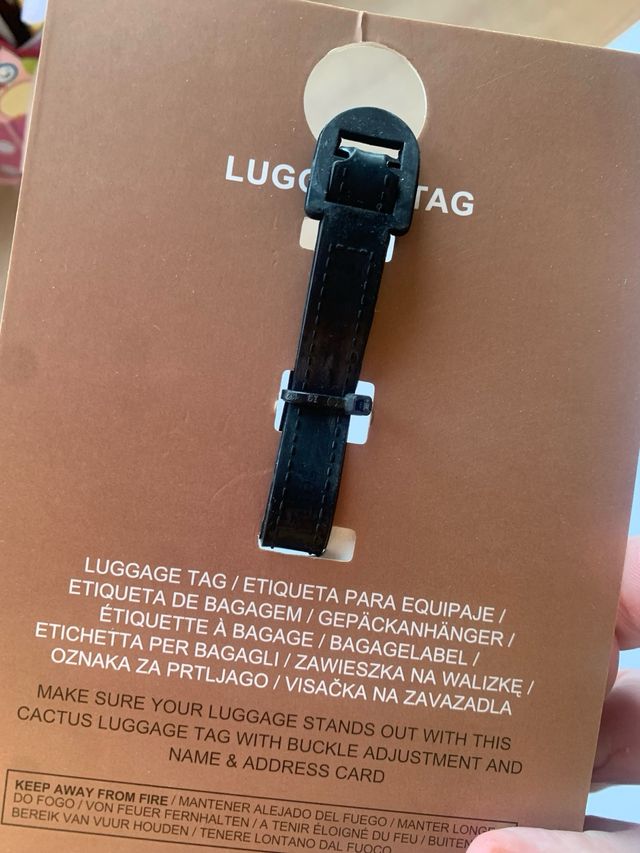 LUGG TAG
LUGGAGE TAG / ETIQUETA PARA EQUIPAJE /
ETIQUETA DE BAGAGEM / GEPÄCKANHÄNGER /
ÉTIQUETTE À BAGAGE / BAGAGELABEL /
ETICHETTA PER BAGAGLI / ZAWIESZKA NA WALIZKĘ /
OZNAKA ZA PRTLJAGO / VISAČKA NA ZAVAZADLA
MAKE SURE YOUR LUGGAGE STANDS OUT WITH THIS
CACTUS LUGGAGE TAG WITH BUCKLE ADJUSTMENT AND
NAME & ADDRESS CARD
KEEP AWAY FROM FIRE / MANTENER ALEJADO DEL FUEGO / MANTER LONGE
DO FOGO / VON FEUER FERNHALTEN / A TENIR ÉLOIGNÉ DU FEU / BUITEN
BEREIK VAN VUUR HOUDEN / TENERE LONTANO DAL FUOCO